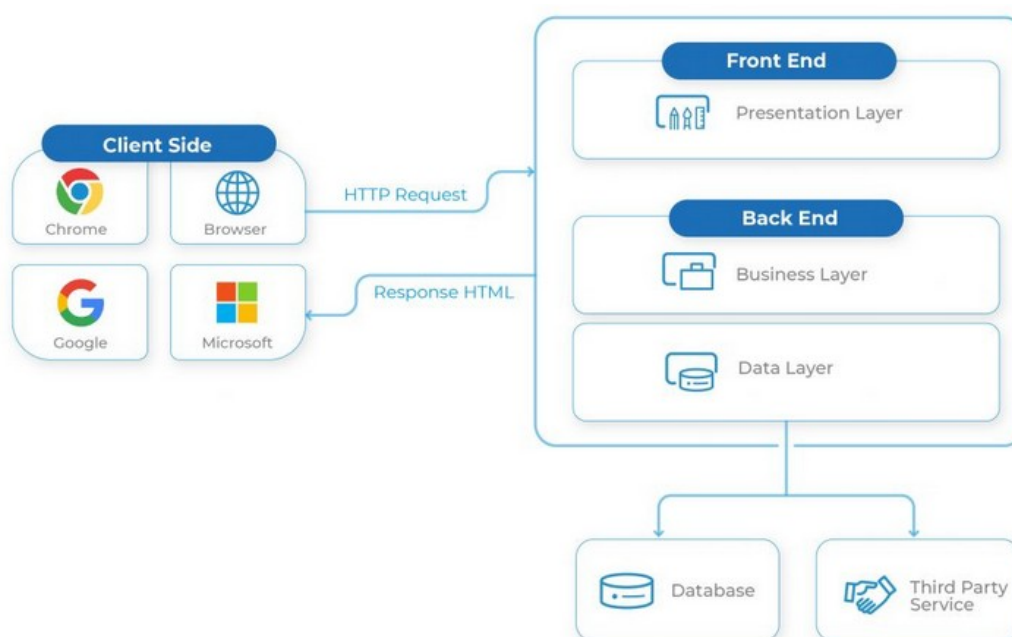 Client Side
Chrome
Browser
Google
Microsoft
HTTP Request
Response HTML
Front End
Presentation Layer
Back End
Business Layer
Data Layer
Database
Third Party
Service